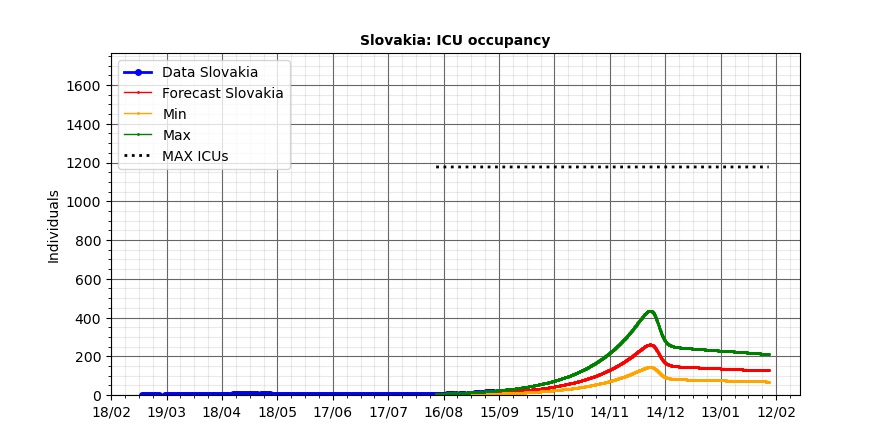 Slovakia: ICU occupancy
Data Slovakia
Forecast Slovakia
Min
Max
MAX ICUs
Individuals
1600
1400
1200
1000
800
600
400
200
0
18/02 19/03 18/04 18/05 17/06 17/07 16/08 15/09 15/10 14/11 14/12 13/01 12/02